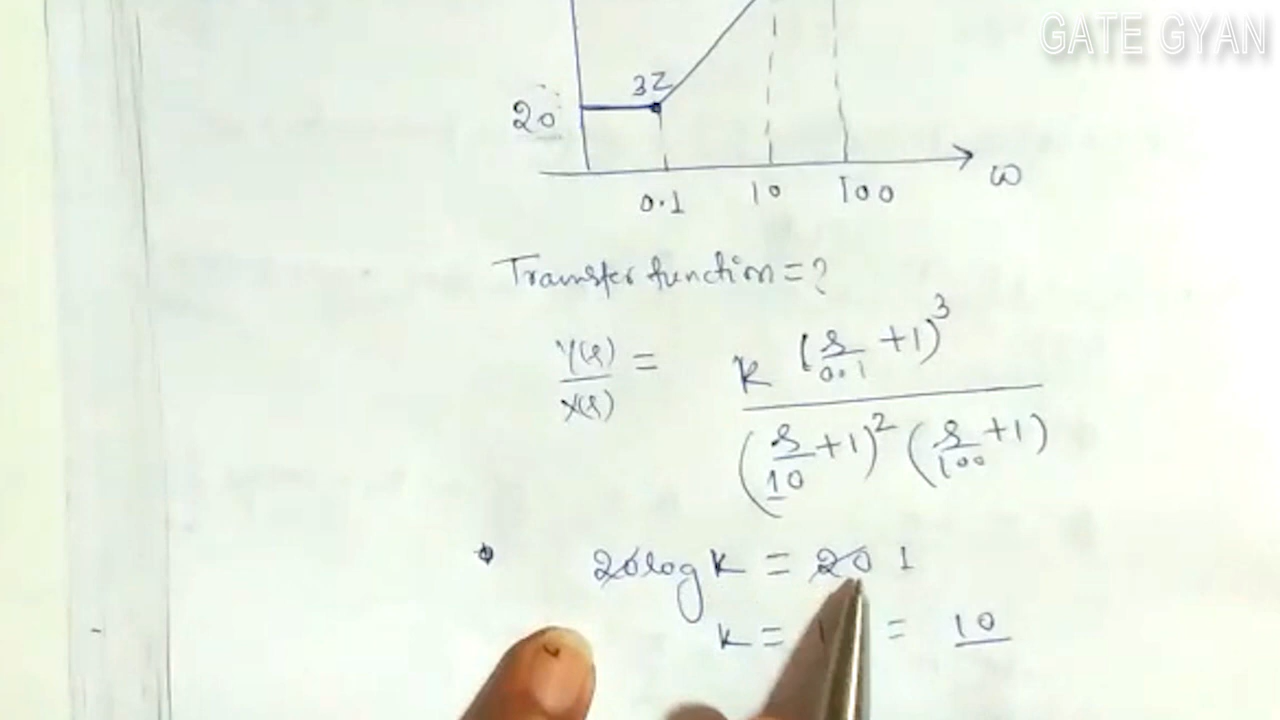 GATE GYAN
3Z
20
0.1 10 100 ω
Transfer function = ?
Y(s)/X(s) = K (s/0.1 + 1)^3 / (s/10 + 1)^2 (s/100 + 1)
20 log K = 20 1
K = = 10